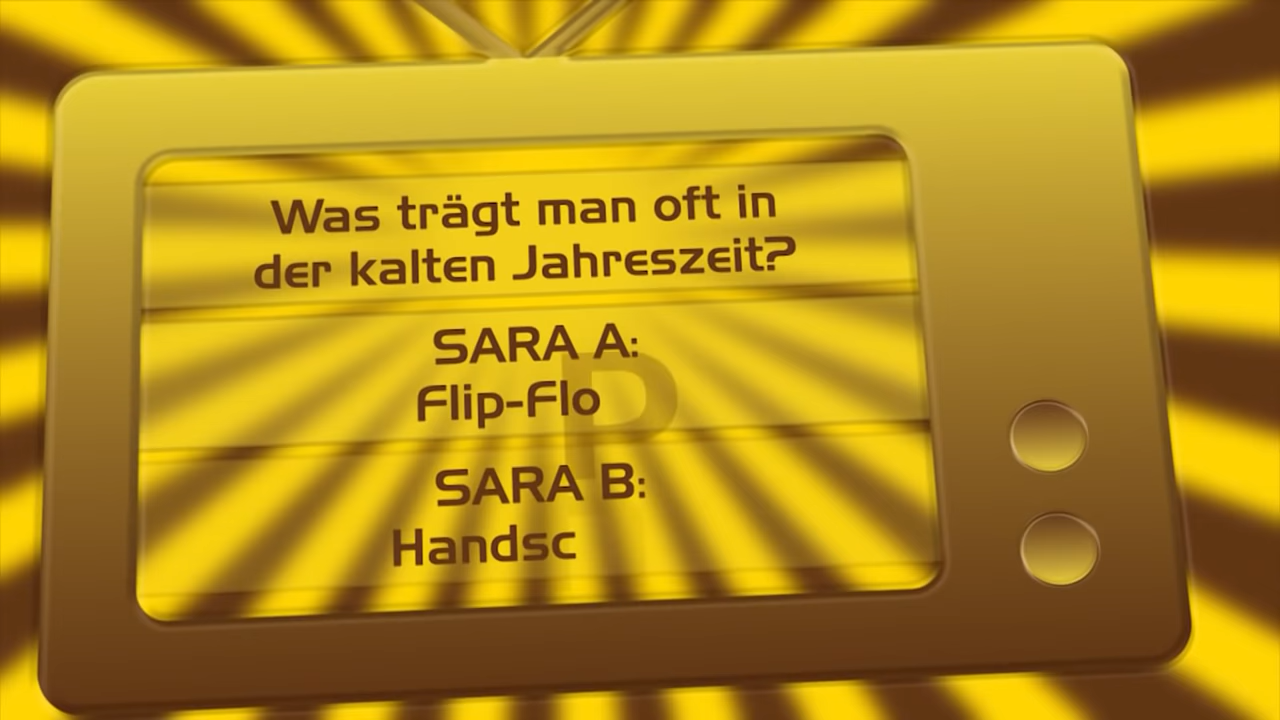 Was trägt man oft in
der kalten Jahreszeit?
SARA A:
Flip-Flo
SARA B:
Handsc
P